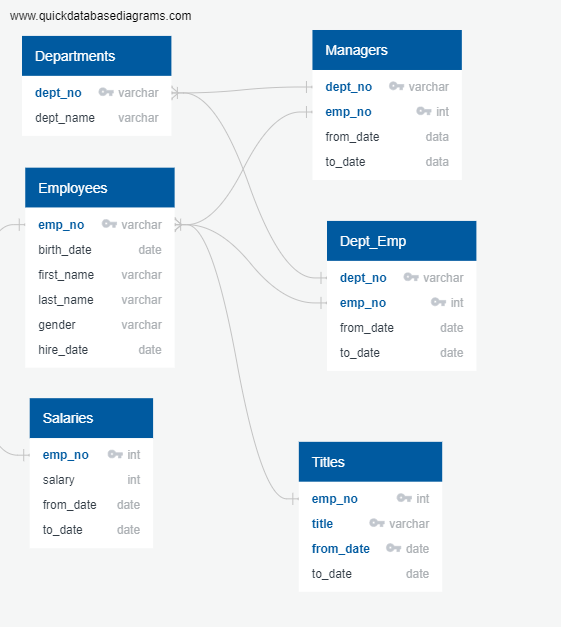 www.quickdatabasediagrams.com
Departments
dept_no varchar
dept_name varchar
Employees
emp_no varchar
birth_date date
first_name varchar
last_name varchar
gender varchar
hire_date date
Salaries
emp_no int
salary int
from_date date
to_date date
Managers
dept_no varchar
emp_no int
from_date data
to_date data
Dept_Emp
dept_no varchar
emp_no int
from_date date
to_date date
Titles
emp_no int
title varchar
from_date date
to_date date